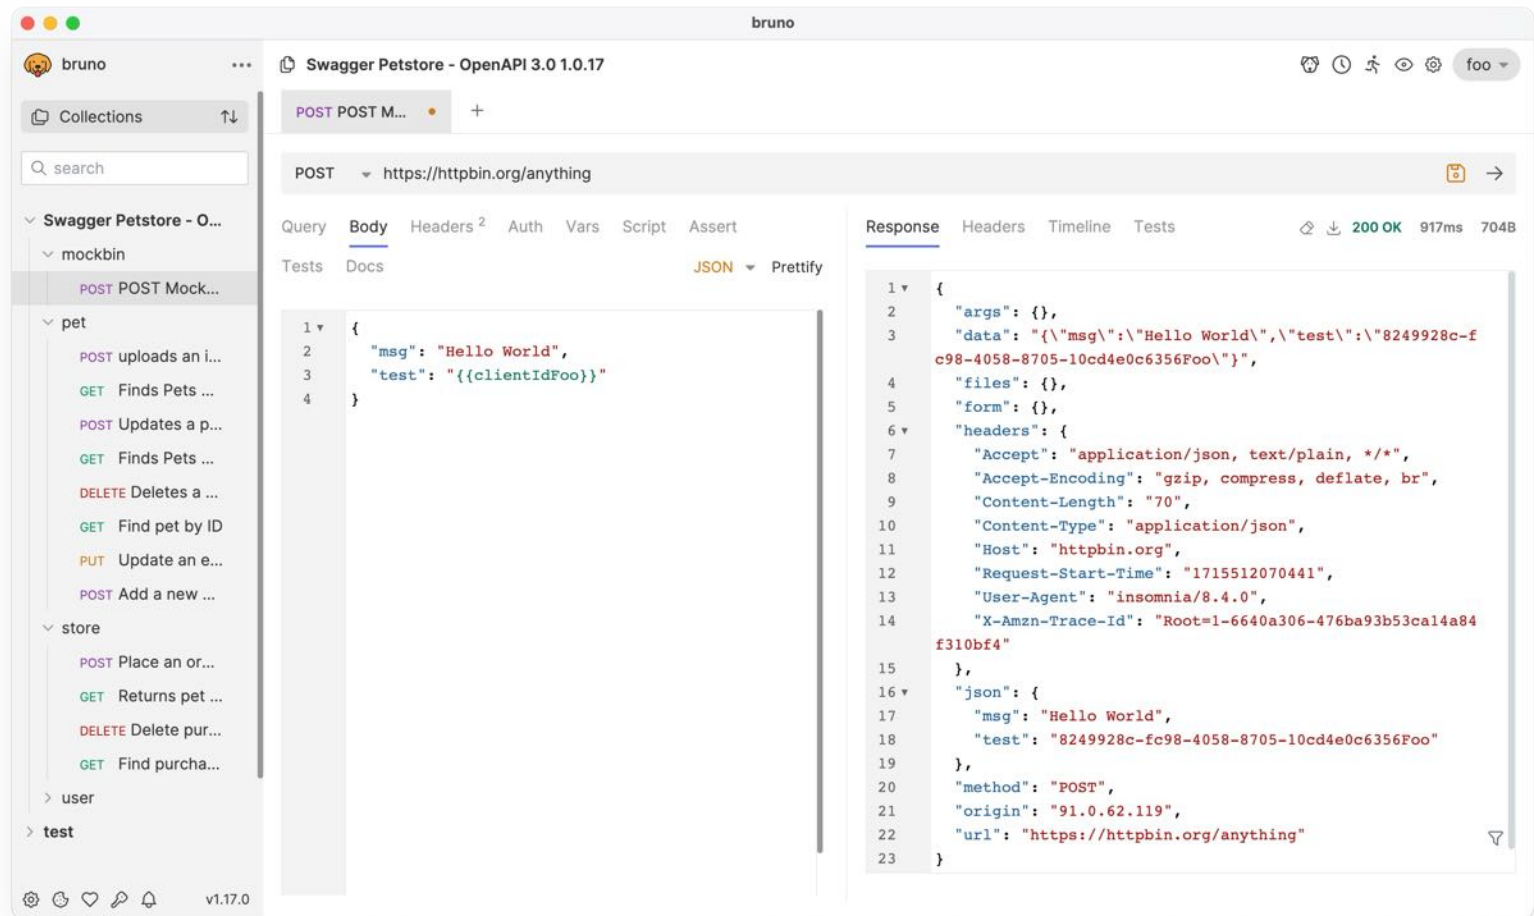 bruno
bruno
Swagger Petstore - OpenAPI 3.0 1.0.17
foo
Collections
POST POST M...
search
POST https://httpbin.org/anything
Swagger Petstore - O...
mockbin
POST POST Mock...
pet
POST uploads an i...
GET Finds Pets ...
POST Updates a p...
GET Finds Pets ...
DELETE Deletes a ...
GET Find pet by ID
PUT Update an e...
POST Add a new ...
store
POST Place an or...
GET Returns pet ...
DELETE Delete pur...
GET Find purcha...
user
test
v1.17.0
Query Body Headers 2 Auth Vars Script Assert
Tests Docs JSON Prettify
1 {
2 "msg": "Hello World",
3 "test": "{{clientIdFoo}}"
4 }
Response Headers Timeline Tests 200 OK 917ms 704B
1 {
2 "args": {},
3 "data": "{\"msg\":\"Hello World\",\"test\":\"8249928c-f
c98-4058-8705-10cd4e0c6356Foo\"}",
4 "files": {},
5 "form": {},
6 "headers": {
7 "Accept": "application/json, text/plain, */*",
8 "Accept-Encoding": "gzip, compress, deflate, br",
9 "Content-Length": "70",
10 "Content-Type": "application/json",
11 "Host": "httpbin.org",
12 "Request-Start-Time": "1715512070441",
13 "User-Agent": "insomnia/8.4.0",
14 "X-Amzn-Trace-Id": "Root=1-6640a306-476ba93b53ca14a84
f310bf4"
15 },
16 "json": {
17 "msg": "Hello World",
18 "test": "8249928c-fc98-4058-8705-10cd4e0c6356Foo"
19 },
20 "method": "POST",
21 "origin": "91.0.62.119",
22 "url": "https://httpbin.org/anything"
23 }